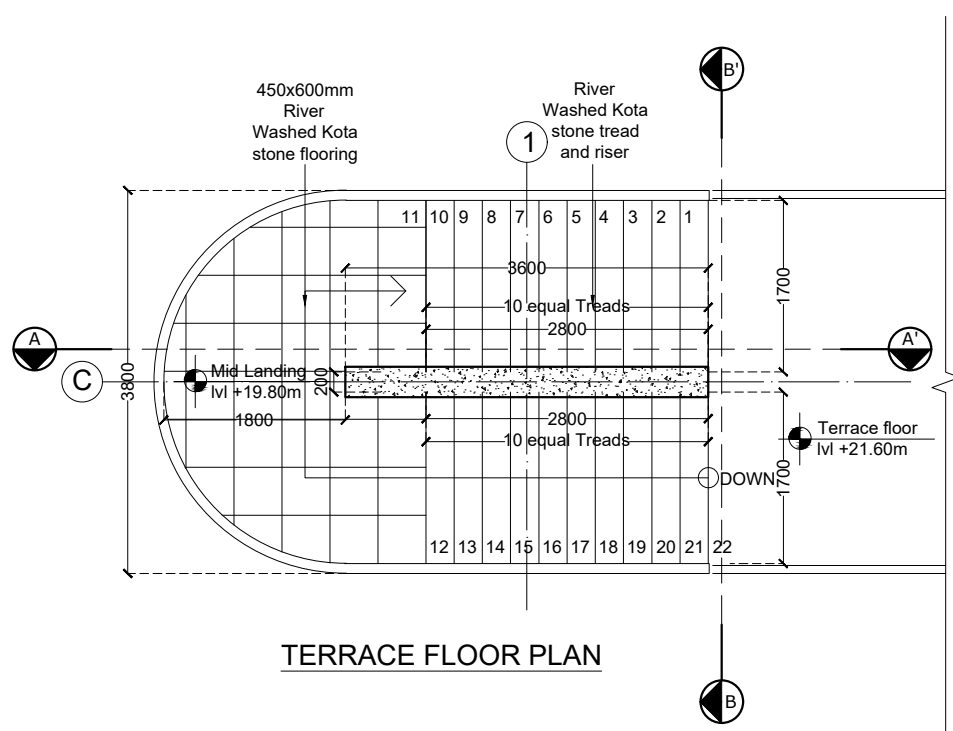 B'
450x600mm
River
Washed Kota
stone flooring
River
Washed Kota
stone tread
and riser
1
11 10 9 8 7 6 5 4 3 2 1
3600
1700
10 equal Treads
2800
A
A'
C
3800
Mid Landing
lvl +19.80m
200
1800
2800
10 equal Treads
Terrace floor
lvl +21.60m
1700
DOWN
12 13 14 15 16 17 18 19 20 21 22
TERRACE FLOOR PLAN
B